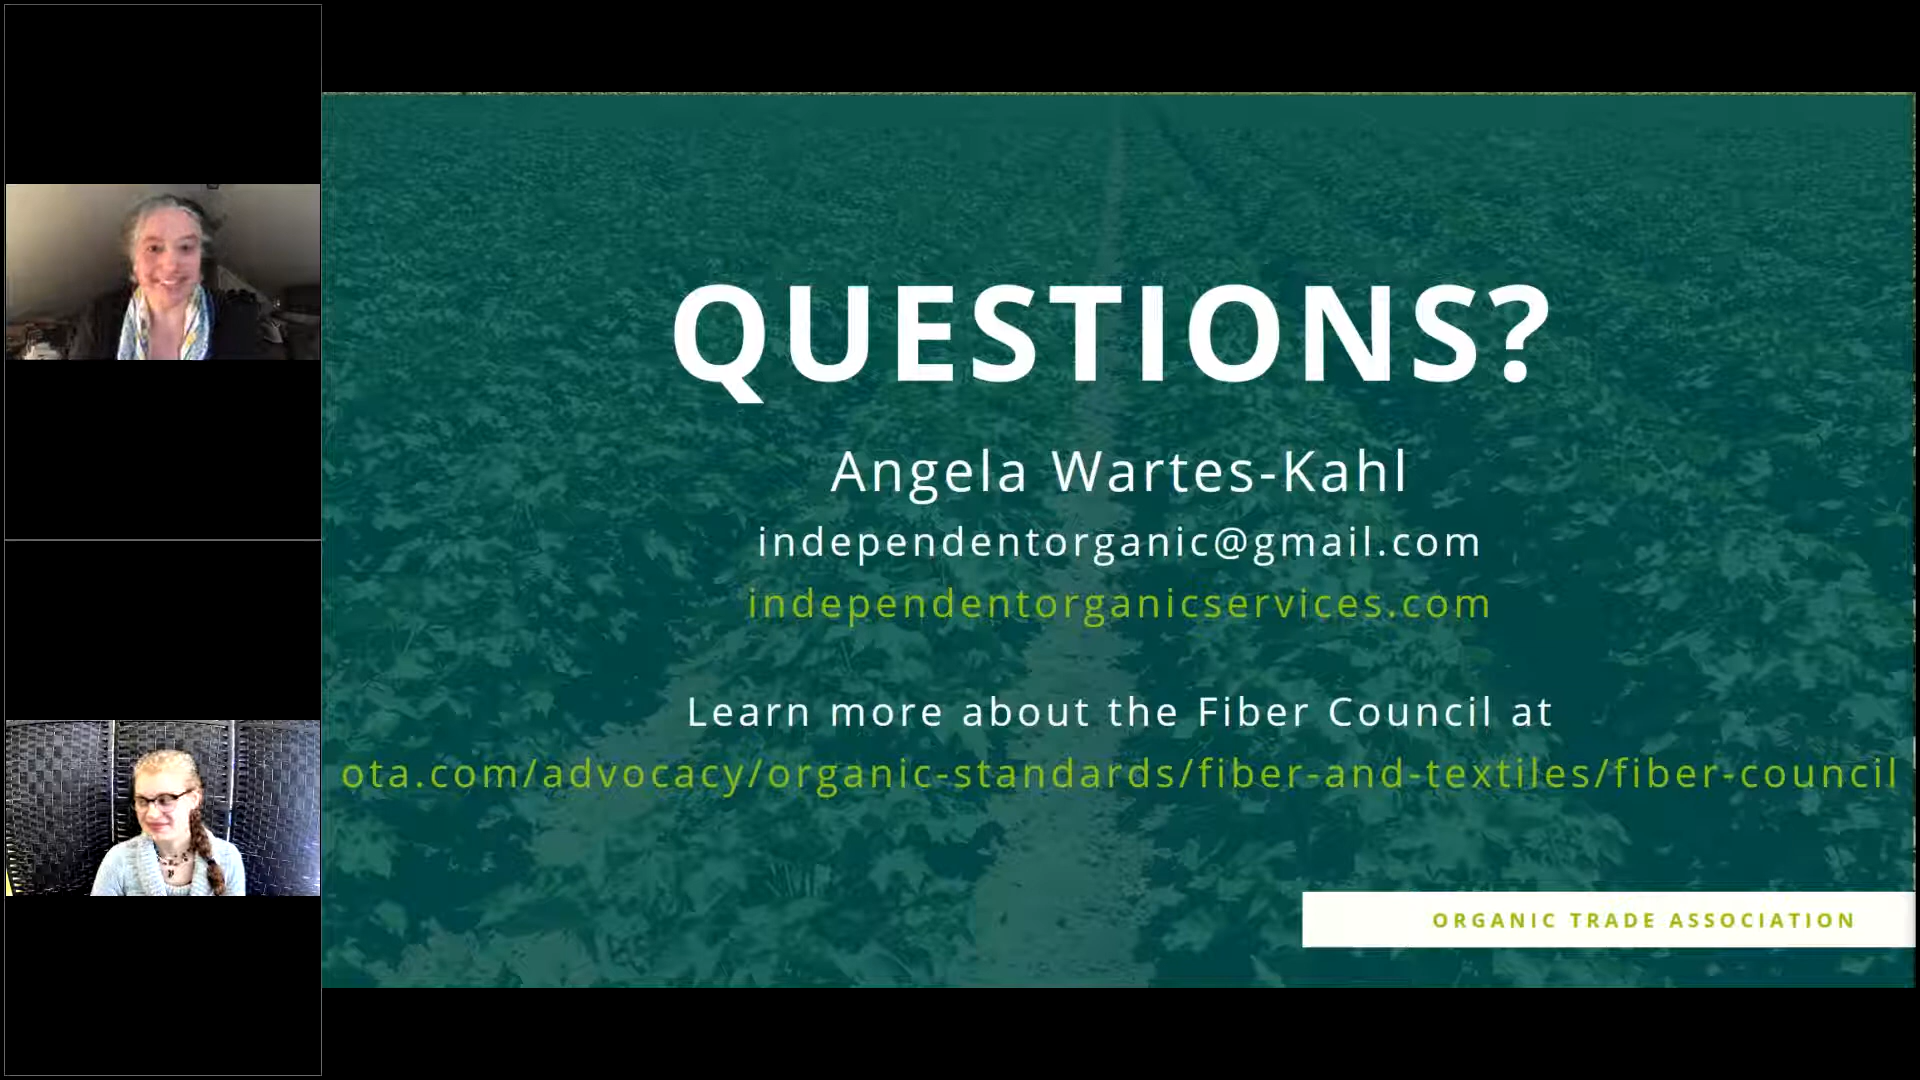 QUESTIONS?
Angela Wartes-Kahl
independentorganic@gmail.com
independentorganicservices.com
Learn more about the Fiber Council at
ota.com/advocacy/organic-standards/fiber-and-textiles/fiber-council
ORGANIC TRADE ASSOCIATION